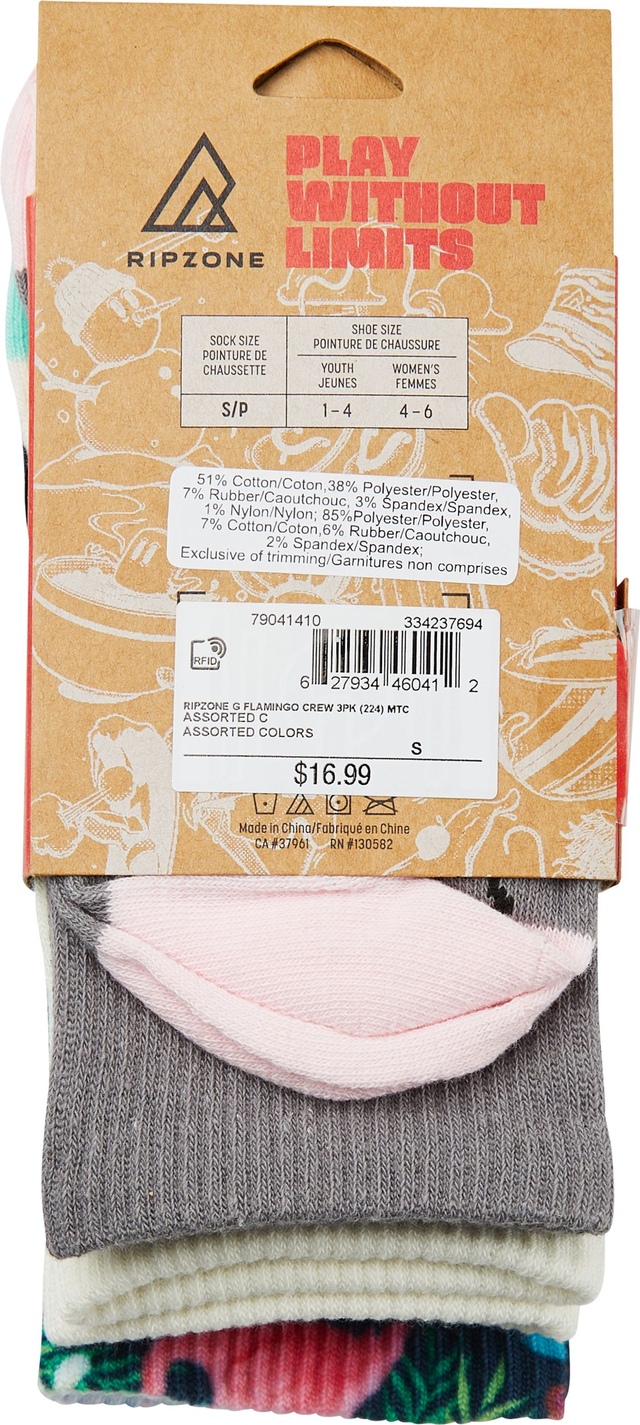 PLAY
WITHOUT
LIMITS
RIPZONE
SOCK SIZE
POINTURE DE
CHAUSSETTE
SHOE SIZE
POINTURE DE CHAUSSURE
YOUTH
JEUNES
WOMEN'S
FEMMES
S/P
1-4
4-6
51% Cotton/Coton,38% Polyester/Polyester,
7% Rubber/Caoutchouc, 3% Spandex/Spandex,
1% Nylon/Nylon; 85%Polyester/Polyester,
7% Cotton/Coton,6% Rubber/Caoutchouc,
2% Spandex/Spandex;
Exclusive of trimming/Garnitures non comprises
79041410 334237694
RFID
6 27934 46041 2
RIPZONE G FLAMINGO CREW 3PK (224) MTC
ASSORTED C
ASSORTED COLORS
S
$16.99
Made in China/Fabriqué en Chine
CA #37961 RN #130582